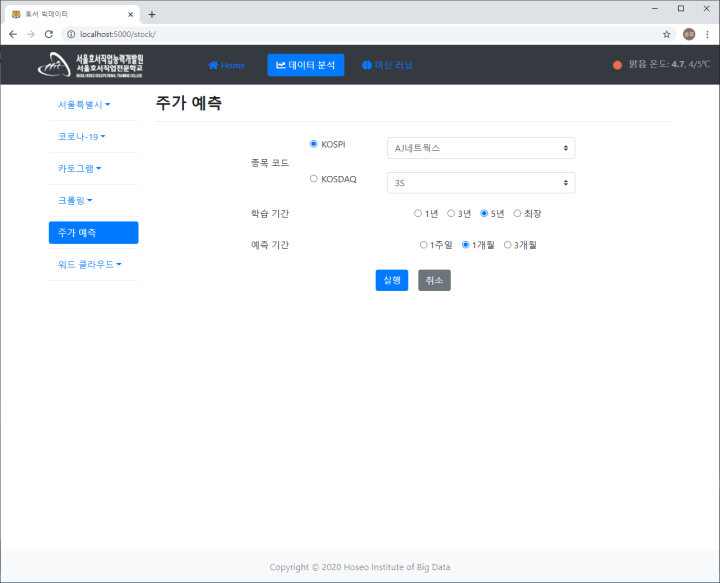 호서 빅데이터
localhost:5000/stock/
서울호서직업능력개발원
서울호서직업전문학교
SEOUL HOSEO OCCUPATIONAL TRAINING COLLEGE
Home
데이터 분석
머신 러닝
맑음 온도: 4.7, 4/5℃
서울특별시
코로나-19
카토그램
크롤링
주가 예측
워드 클라우드
주가 예측
종목 코드
KOSPI
AJ네트웍스
KOSDAQ
3S
학습 기간
1년 3년 5년 최장
예측 기간
1주일 1개월 3개월
실행 취소
Copyright © 2020 Hoseo Institute of Big Data